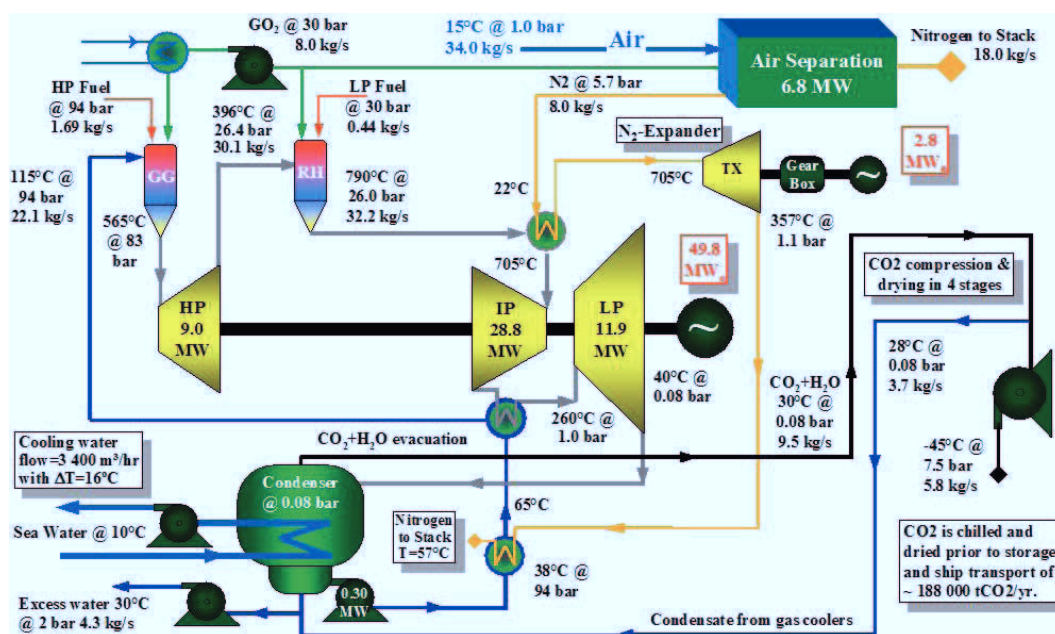 GO₂ @ 30 bar
8.0 kg/s
15°C @ 1.0 bar
34.0 kg/s
Air
Air Separation
6.8 MW
Nitrogen to Stack
18.0 kg/s
HP Fuel
@ 94 bar
1.69 kg/s
396°C @
26.4 bar
30.1 kg/s
LP Fuel
@ 30 bar
0.44 kg/s
N2 @ 5.7 bar
8.0 kg/s
N₂-Expander
TX
Gear
Box
~
2.8
MWₑ
115°C @
94 bar
22.1 kg/s
GG
RH
790°C @
26.0 bar
32.2 kg/s
22°C
705°C
357°C @
1.1 bar
565°C
@ 83
bar
705°C
49.8
MWₑ
CO2 compression &
drying in 4 stages
HP
9.0
MW
IP
28.8
MW
LP
11.9
MW
~
40°C @
0.08 bar
28°C @
0.08 bar
3.7 kg/s
CO₂+H₂O
30°C @
0.08 bar
9.5 kg/s
260°C @
1.0 bar
CO₂+H₂O evacuation
-45°C @
7.5 bar
5.8 kg/s
Cooling water
flow=3 400 m³/hr
with ΔT=16°C
Condenser
@ 0.08 bar
65°C
Sea Water @ 10°C
Nitrogen
to Stack
T=57°C
38°C @
94 bar
0.30
MW
CO2 is chilled and
dried prior to storage
and ship transport of
~ 188 000 tCO2/yr.
Excess water 30°C
@ 2 bar 4.3 kg/s
Condensate from gas coolers